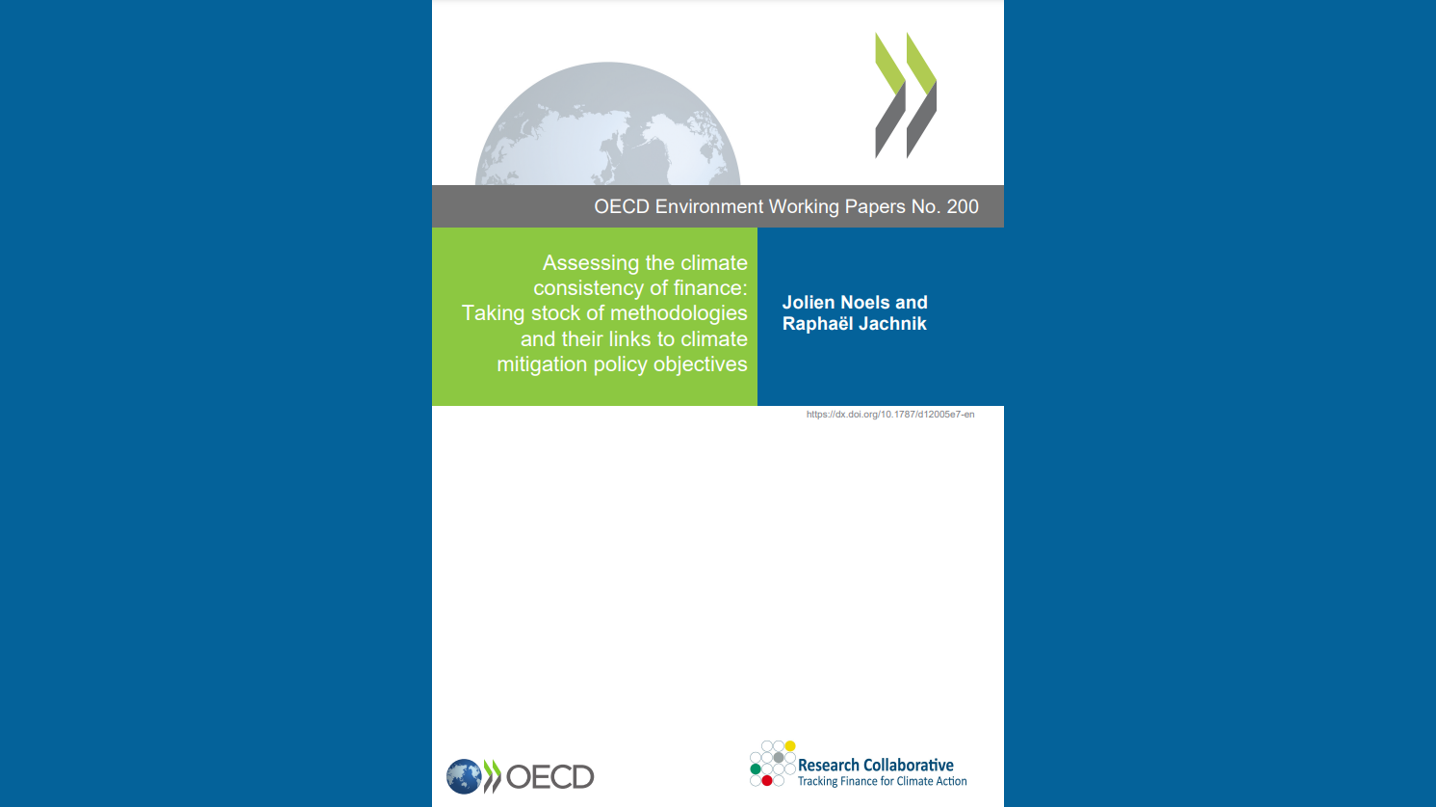 OECD Environment Working Papers No. 200
Assessing the climate
consistency of finance:
Taking stock of methodologies
and their links to climate
mitigation policy objectives
Jolien Noels and
Raphaël Jachnik
https://dx.doi.org/10.1787/d12005e7-en
OECD
Research Collaborative
Tracking Finance for Climate Action